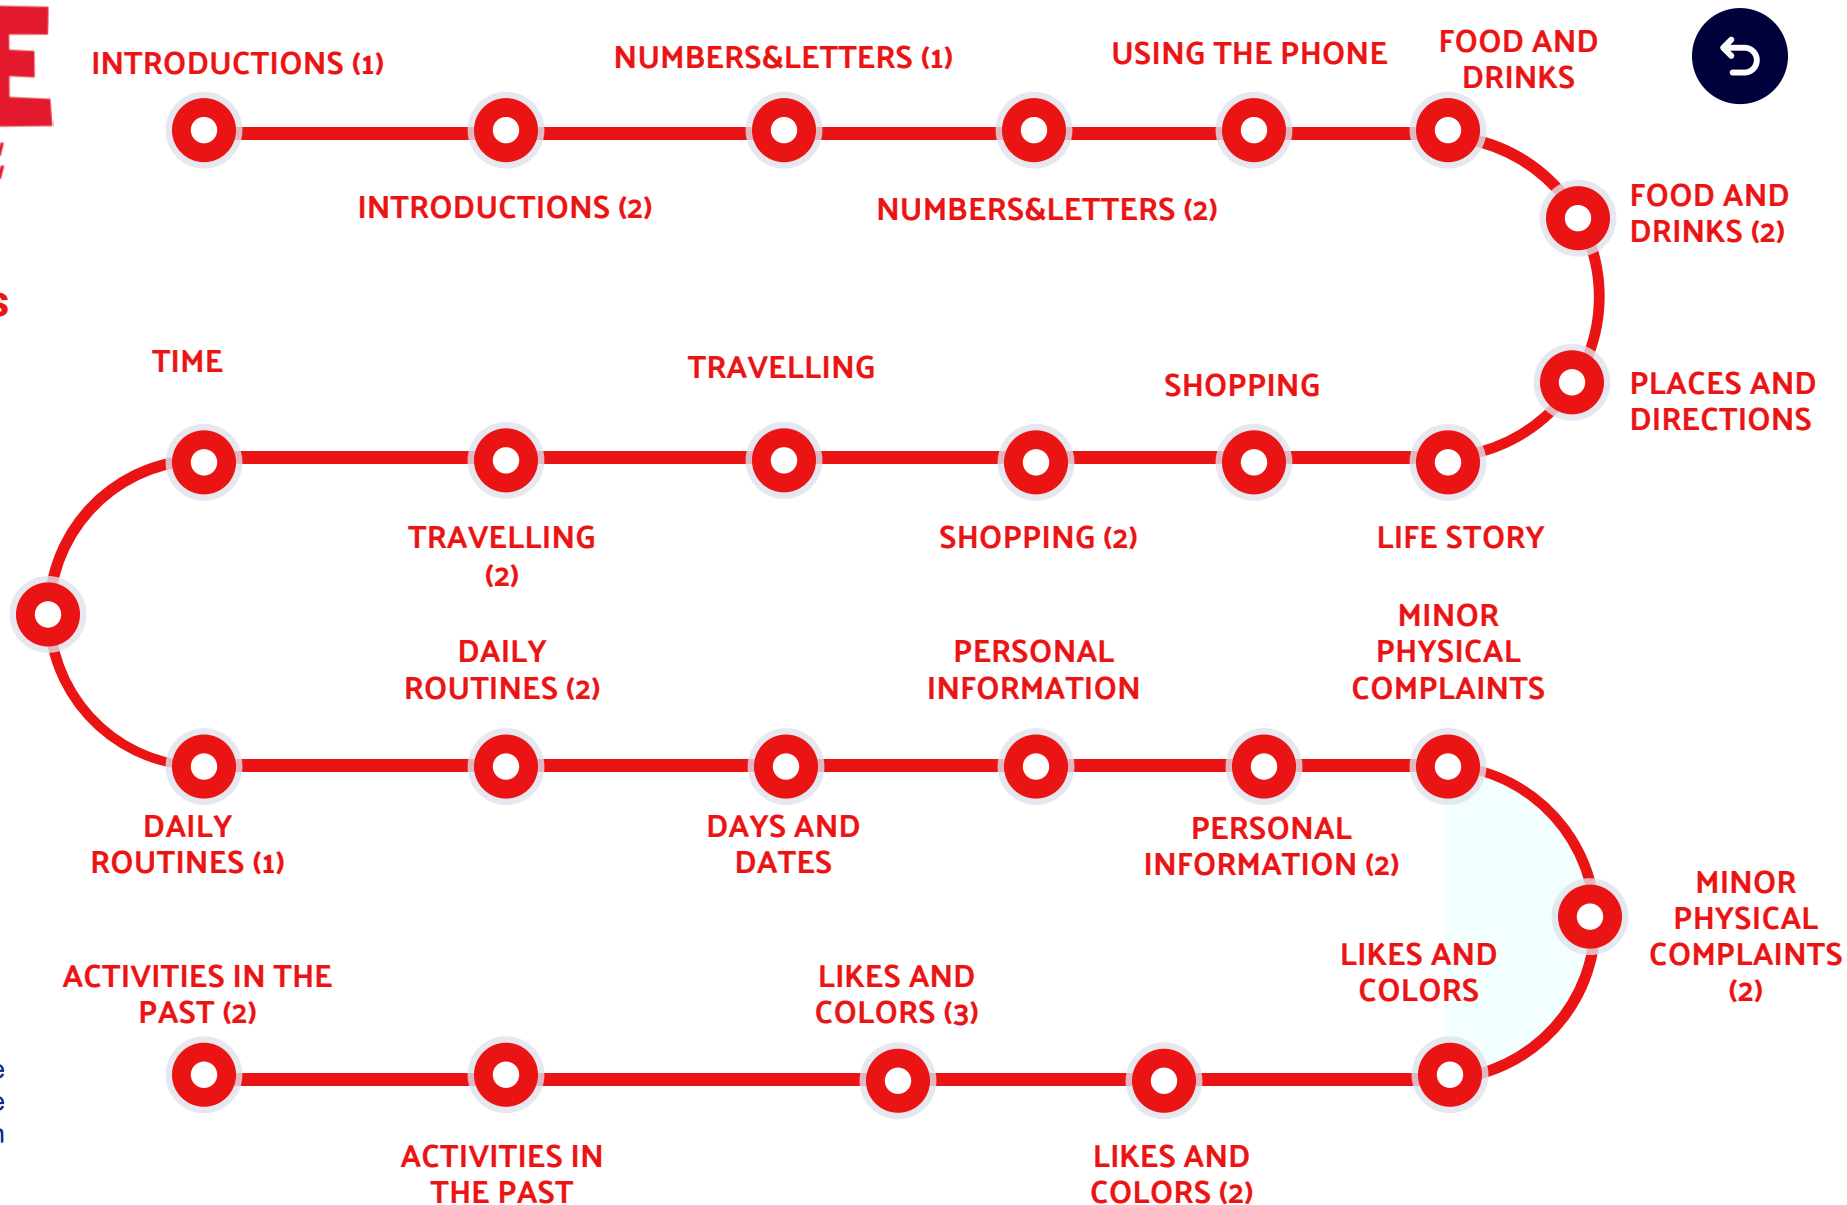 INTRODUCTIONS (1)
NUMBERS&LETTERS (1)
USING THE PHONE
FOOD AND
DRINKS
INTRODUCTIONS (2)
NUMBERS&LETTERS (2)
FOOD AND
DRINKS (2)
TIME
TRAVELLING
SHOPPING
PLACES AND
DIRECTIONS
TRAVELLING
(2)
SHOPPING (2)
LIFE STORY
DAILY
ROUTINES (2)
PERSONAL
INFORMATION
MINOR
PHYSICAL
COMPLAINTS
DAILY
ROUTINES (1)
DAYS AND
DATES
PERSONAL
INFORMATION (2)
MINOR
PHYSICAL
COMPLAINTS
(2)
ACTIVITIES IN THE
PAST (2)
LIKES AND
COLORS (3)
LIKES AND
COLORS
ACTIVITIES IN
THE PAST
LIKES AND
COLORS (2)